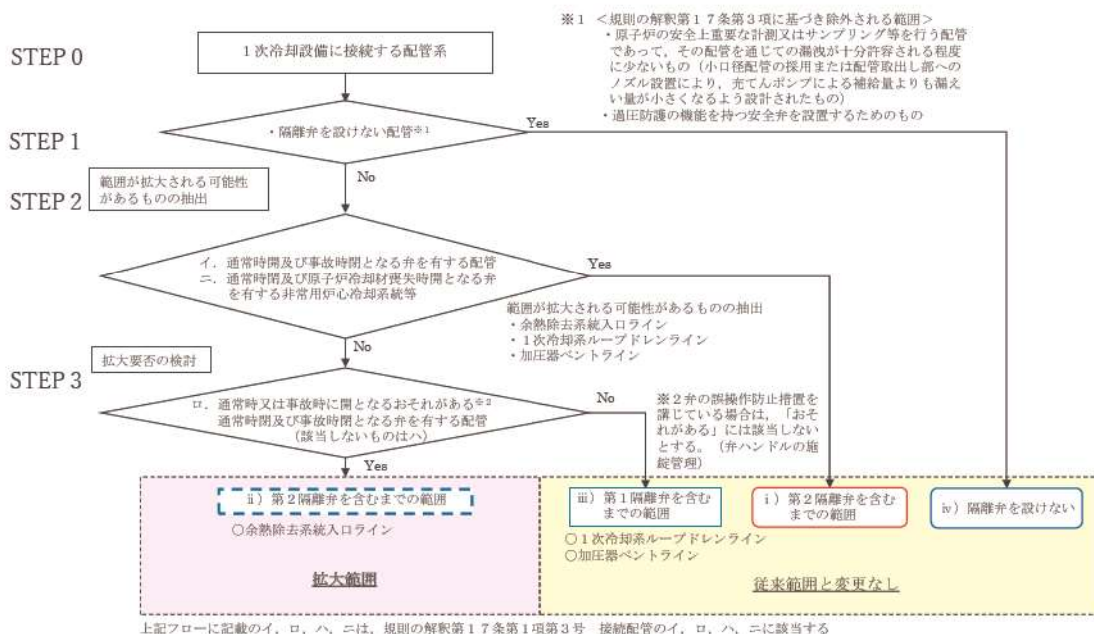 ※１ ＜規則の解釈第１７条第３項に基づき除外される範囲＞
・原子炉の安全上重要な計測又はサンプリング等を行う配管
であって，その配管を通じての漏洩が十分許容される程度
に少ないもの（小口径配管の採用または配管取出し部への
ノズル設置により，充てんポンプによる補給量よりも漏え
い量が小さくなるよう設計されたもの）
・過圧防護の機能を持つ安全弁を設置するためのもの
STEP 0
１次冷却設備に接続する配管系
STEP 1
・隔離弁を設けない配管※１
Yes
No
STEP 2
範囲が拡大される可能性
があるものの抽出
イ．通常時開及び事故時閉となる弁を有する配管
ニ．通常時閉及び原子炉冷却材喪失時開となる弁
を有する非常用炉心冷却系統等
Yes
No
範囲が拡大される可能性があるものの抽出
・余熱除去系統入口ライン
・１次冷却系ループドレンライン
・加圧器ベントライン
STEP 3
拡大要否の検討
ロ．通常時又は事故時に開となるおそれがある※２
通常時閉及び事故時閉となる弁を有する配管
（該当しないものはハ）
No
Yes
※２弁の誤操作防止措置を
講じている場合は，「おそ
れがある」には該当しない
とする。（弁ハンドルの施
錠管理）
ⅱ）第２隔離弁を含むまでの範囲
○余熱除去系統入口ライン
拡大範囲
ⅲ）第１隔離弁を含む
までの範囲
○１次冷却系ループドレンライン
○加圧器ベントライン
ⅰ）第２隔離弁を含む
までの範囲
ⅳ）隔離弁を設けない
従来範囲と変更なし
上記フローに記載のイ，ロ，ハ，ニは，規則の解釈第１７条第１項第３号 接続配管のイ，ロ，ハ，ニに該当する